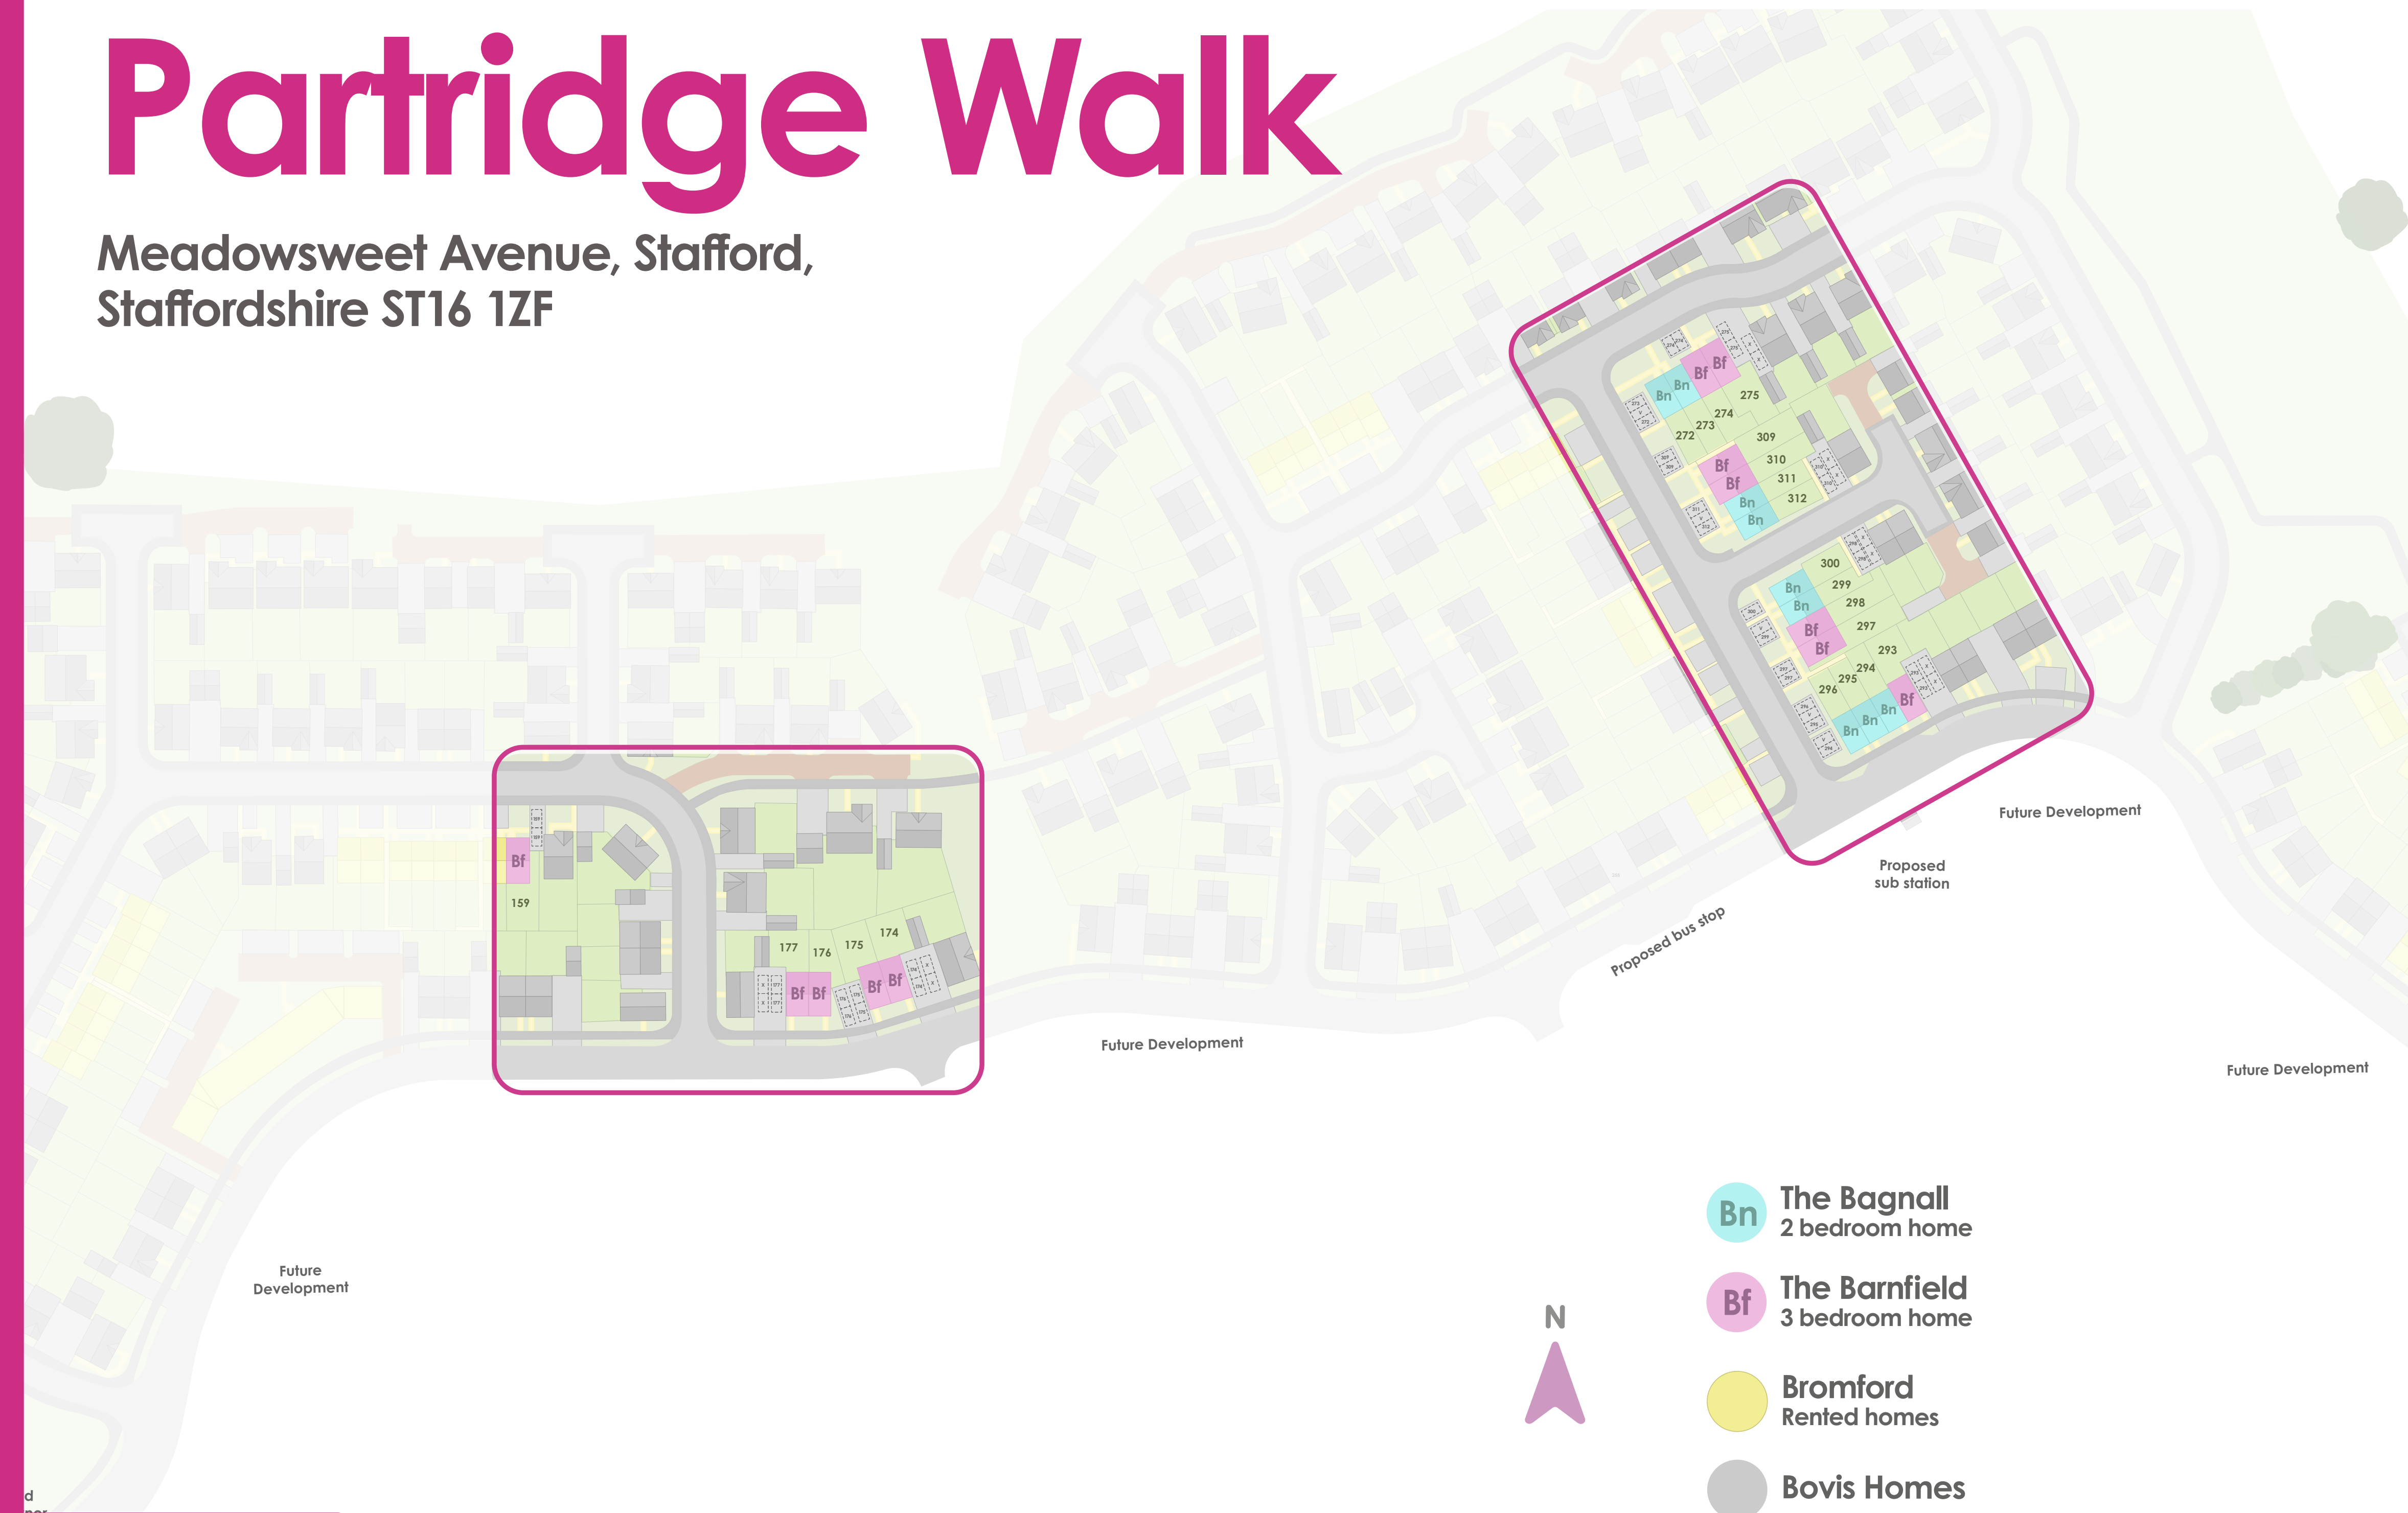 Partridge Walk
Meadowsweet Avenue, Stafford,
Staffordshire ST16 1ZF
Bf
Bf
Bn
Bn
275
274
273
272
309
310
311
312
Bf
Bf
Bn
Bn
300
299
298
297
Bn
Bn
Bf
Bf
293
294
295
296
Bf
Bn
Bn
Bn
Bf
159
177
176
175
174
Bf
Bf
Bf
Bf
Future Development
Proposed
sub station
Proposed bus stop
Future Development
Future Development
Future
Development
N
Bn
The Bagnall
2 bedroom home
Bf
The Barnfield
3 bedroom home
Bromford
Rented homes
Bovis Homes